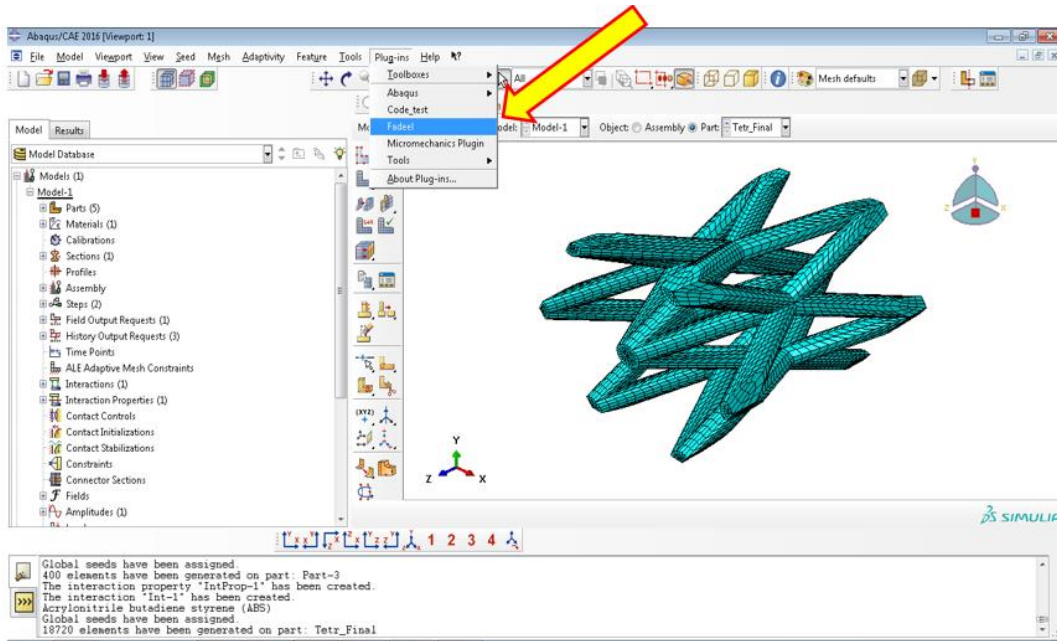 Abaqus/CAE 2016 [Viewport: 1]
File Model Viewport View Seed Mesh Adaptivity Feature Tools Plug-ins Help
Toolboxes
Abaqus
Code_test
Fadeel
Micromechanics Plugin
Tools
About Plug-ins...
All
Mesh defaults
Model Results
Model-1 Object: Assembly Part: Tetr_Final
Model Database
Models (1)
Model-1
Parts (5)
Materials (1)
Calibrations
Sections (1)
Profiles
Assembly
Steps (2)
Field Output Requests (1)
History Output Requests (3)
Time Points
ALE Adaptive Mesh Constraints
Interactions (1)
Interaction Properties (1)
Contact Controls
Contact Initializations
Contact Stabilizations
Constraints
Connector Sections
Fields
Amplitudes (1)
(XYZ)
Y
Z X
SIMULIA
1 2 3 4
Global seeds have been assigned.
400 elements have been generated on part: Part-3
The interaction property "IntProp-1" has been created.
The interaction "Int-1" has been created.
Acrylonitrile butadiene styrene (ABS)
Global seeds have been assigned.
18720 elements have been generated on part: Tetr_Final